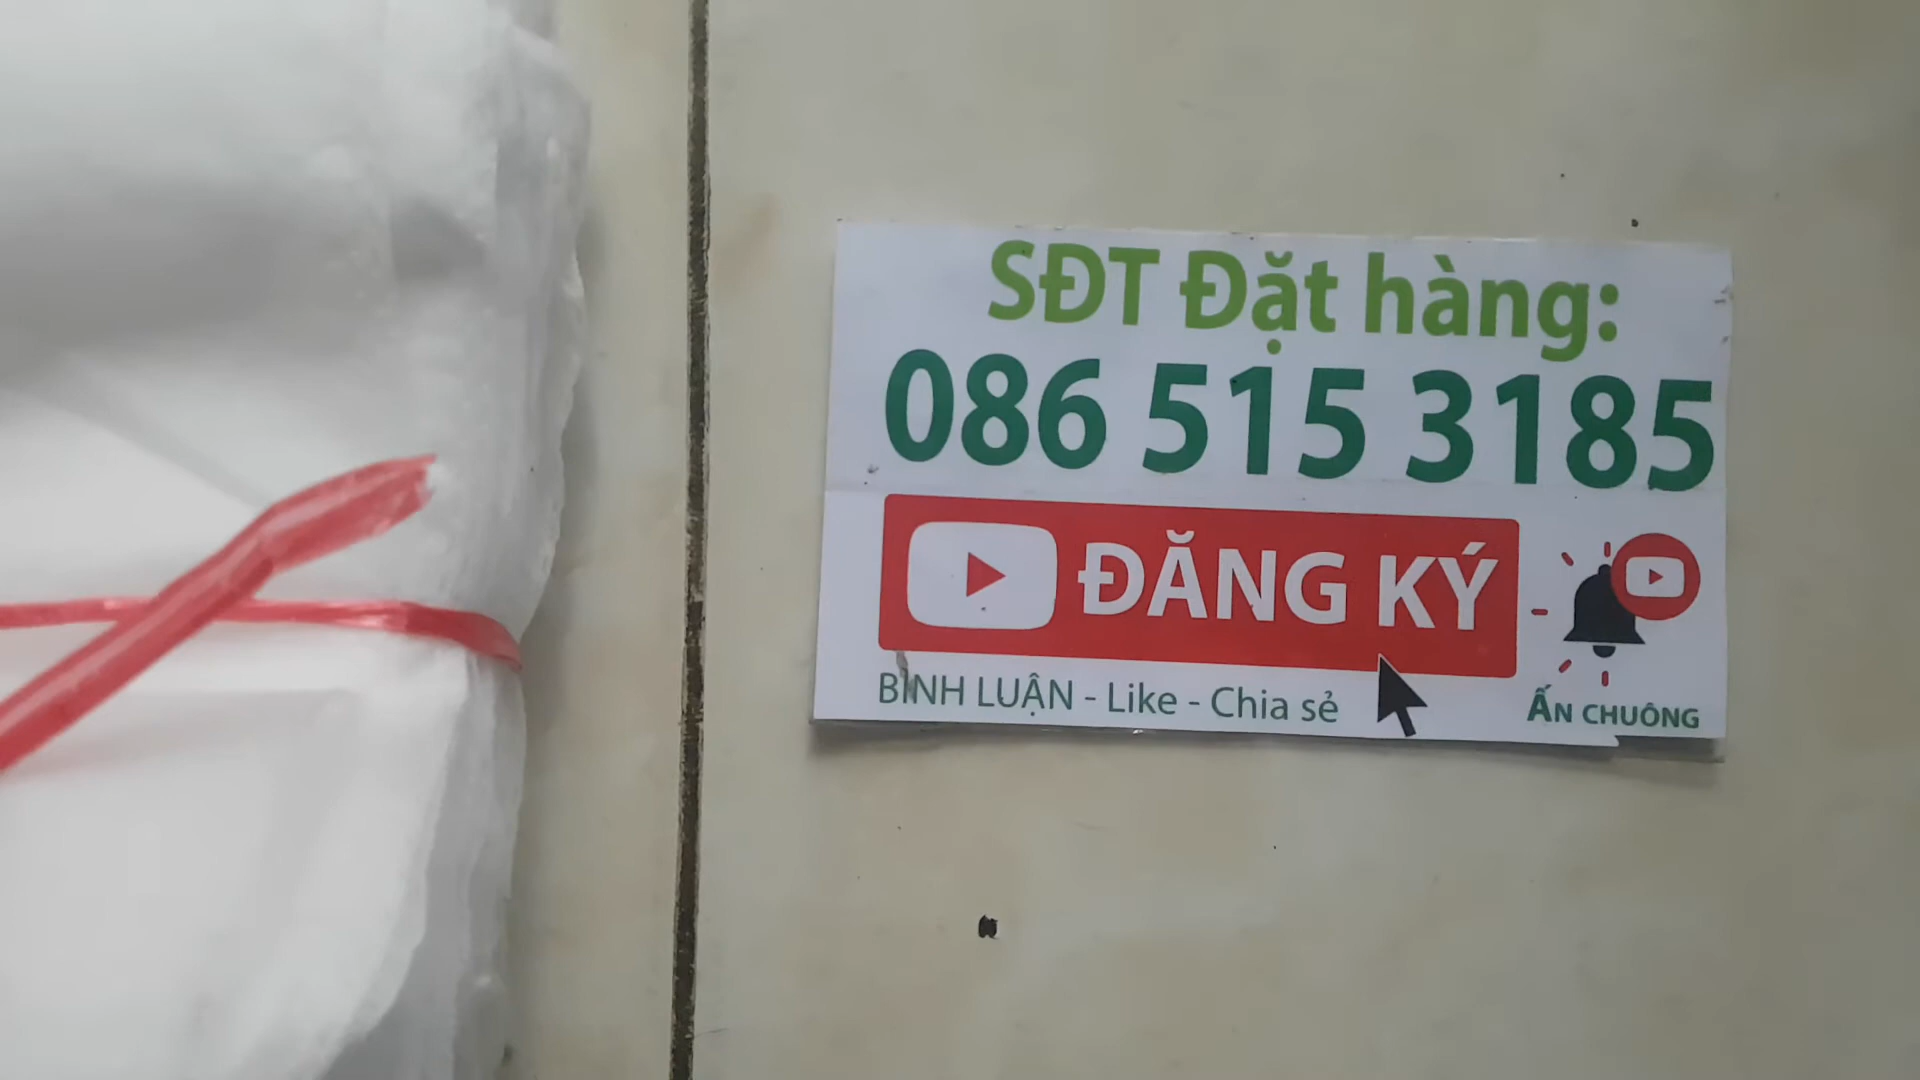 SĐT Đặt hàng:
086 515 3185
ĐĂNG KÝ
BÌNH LUẬN - Like - Chia sẻ
ẤN CHUÔNG